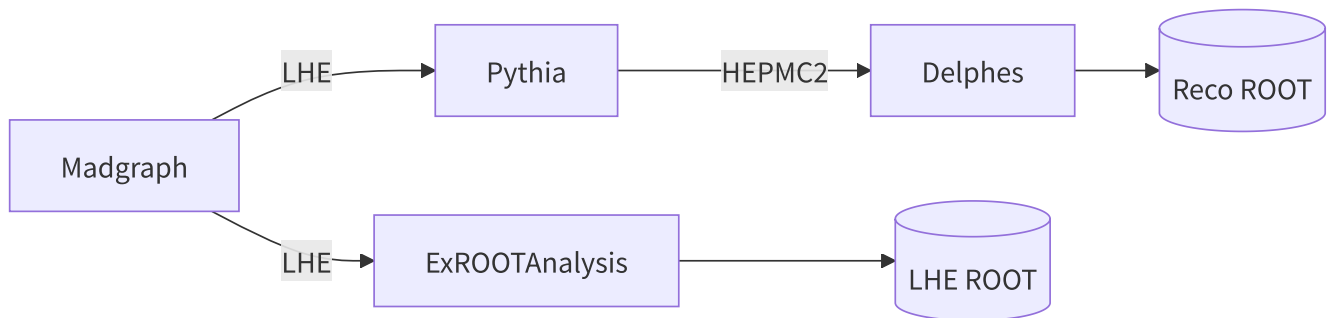 LHE
Pythia
HEPMC2
Delphes
Reco ROOT
Madgraph
LHE
ExROOTAnalysis
LHE ROOT